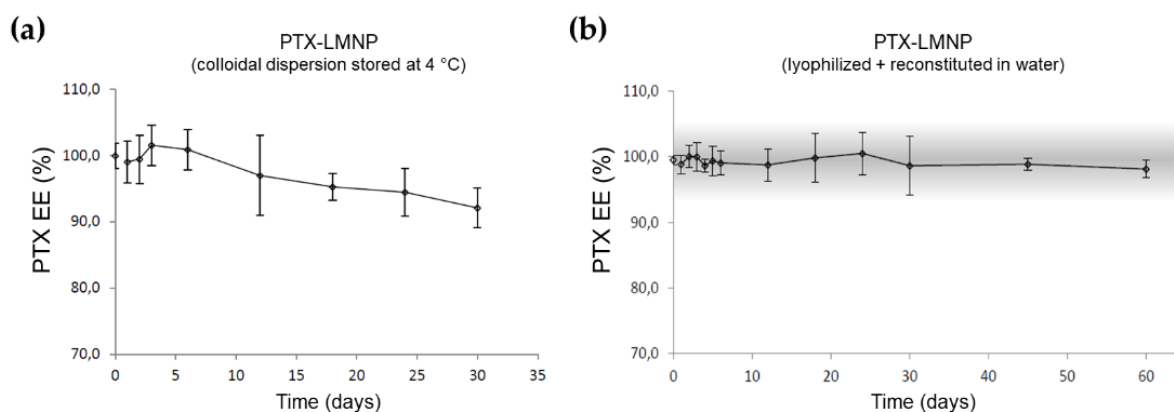 (a)
PTX-LMNP
(colloidal dispersion stored at 4 °C)
110,0
100,0
90,0
80,0
70,0
PTX EE (%)
0 5 10 15 20 25 30 35
Time (days)
(b)
PTX-LMNP
(lyophilized + reconstituted in water)
110,0
100,0
90,0
80,0
70,0
PTX EE (%)
0 10 20 30 40 50 60
Time (days)